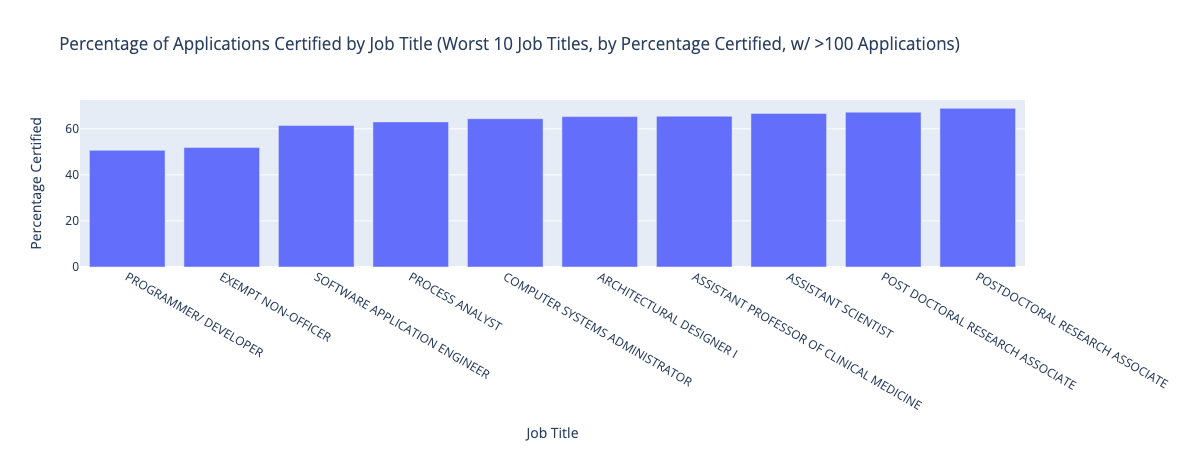 Percentage of Applications Certified by Job Title (Worst 10 Job Titles, by Percentage Certified, w/ >100 Applications)
Percentage Certified
60
40
20
0
PROGRAMMER/ DEVELOPER
EXEMPT NON-OFFICER
SOFTWARE APPLICATION ENGINEER
PROCESS ANALYST
COMPUTER SYSTEMS ADMINISTRATOR
ARCHITECTURAL DESIGNER I
ASSISTANT PROFESSOR OF CLINICAL MEDICINE
ASSISTANT SCIENTIST
POST DOCTORAL RESEARCH ASSOCIATE
POSTDOCTORAL RESEARCH ASSOCIATE
Job Title